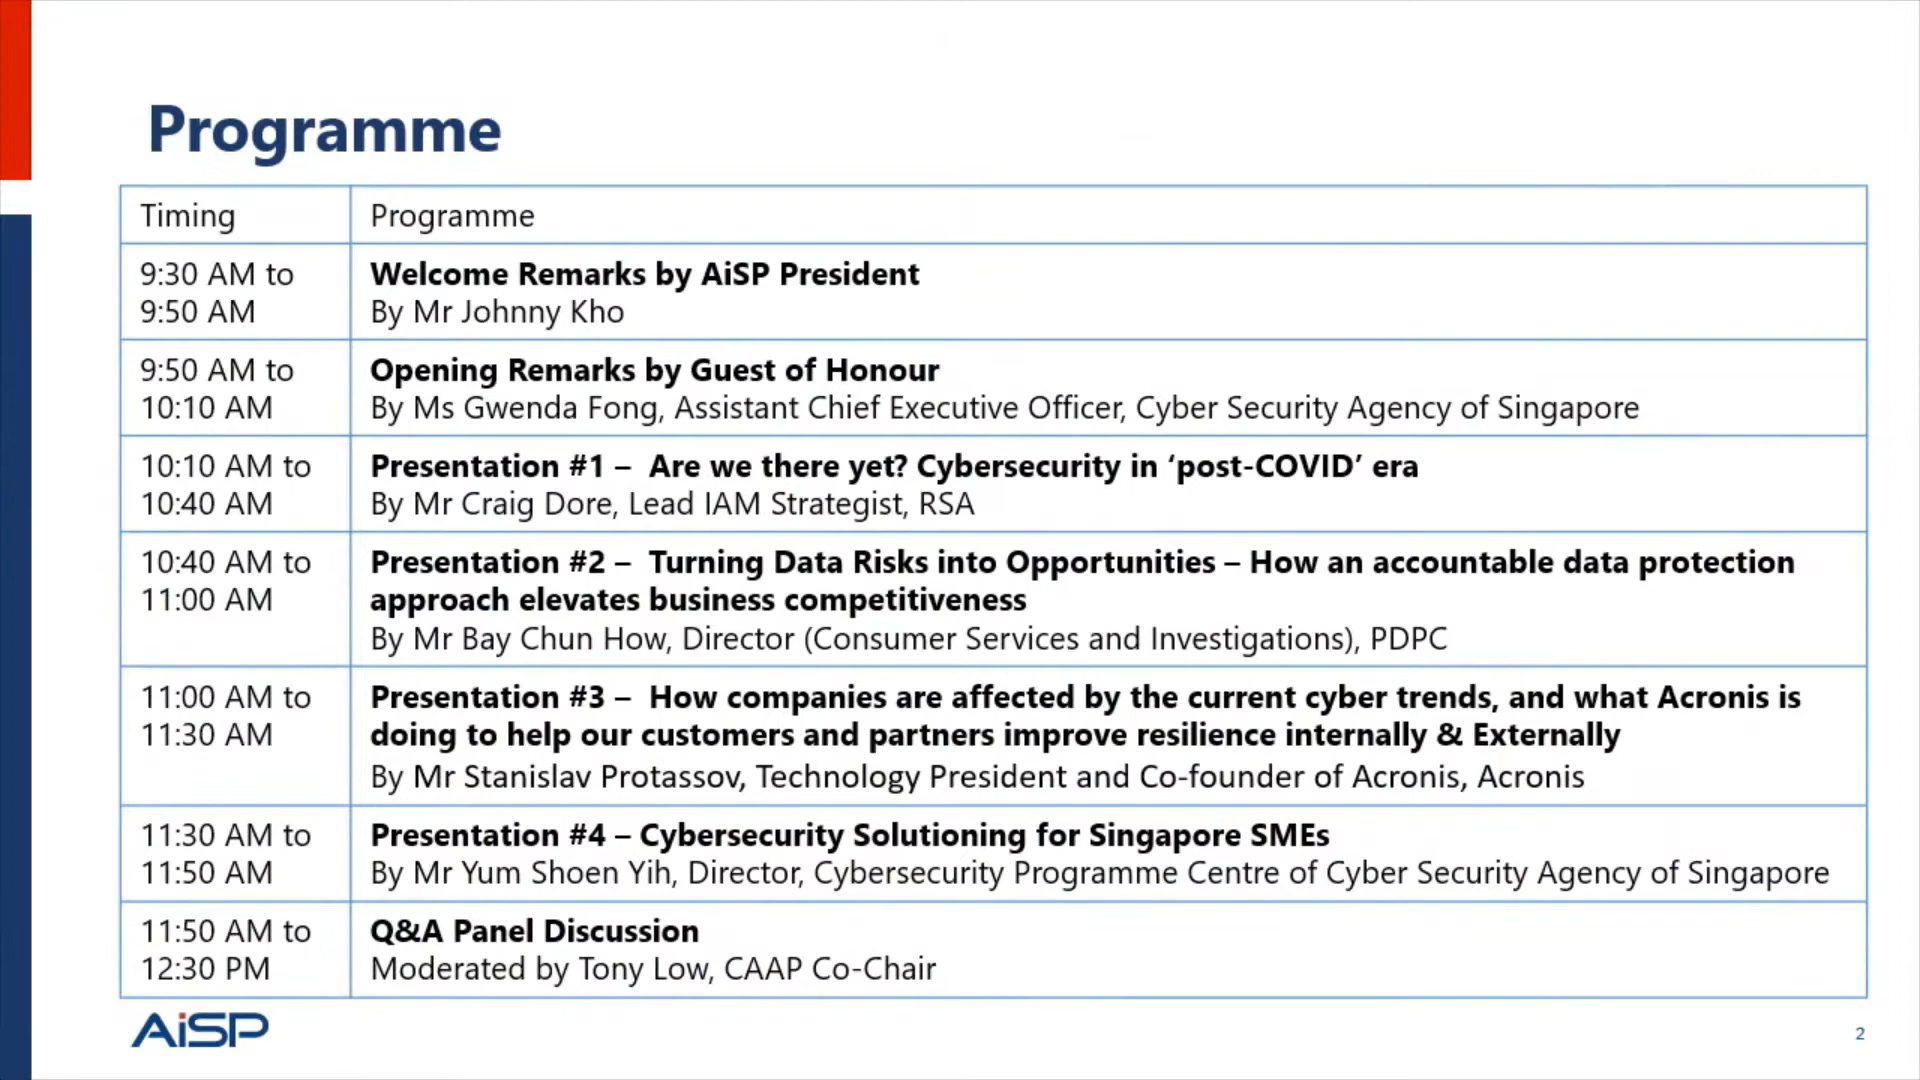 Programme
Timing
Programme
9:30 AM to
9:50 AM
Welcome Remarks by AiSP President
By Mr Johnny Kho
9:50 AM to
10:10 AM
Opening Remarks by Guest of Honour
By Ms Gwenda Fong, Assistant Chief Executive Officer, Cyber Security Agency of Singapore
10:10 AM to
10:40 AM
Presentation #1 –  Are we there yet? Cybersecurity in ‘post-COVID’ era
By Mr Craig Dore, Lead IAM Strategist, RSA
10:40 AM to
11:00 AM
Presentation #2 –  Turning Data Risks into Opportunities – How an accountable data protection
approach elevates business competitiveness
By Mr Bay Chun How, Director (Consumer Services and Investigations), PDPC
11:00 AM to
11:30 AM
Presentation #3 –  How companies are affected by the current cyber trends, and what Acronis is
doing to help our customers and partners improve resilience internally & Externally
By Mr Stanislav Protassov, Technology President and Co-founder of Acronis, Acronis
11:30 AM to
11:50 AM
Presentation #4 – Cybersecurity Solutioning for Singapore SMEs
By Mr Yum Shoen Yih, Director, Cybersecurity Programme Centre of Cyber Security Agency of Singapore
11:50 AM to
12:30 PM
Q&A Panel Discussion
Moderated by Tony Low, CAAP Co-Chair
AiSP
2